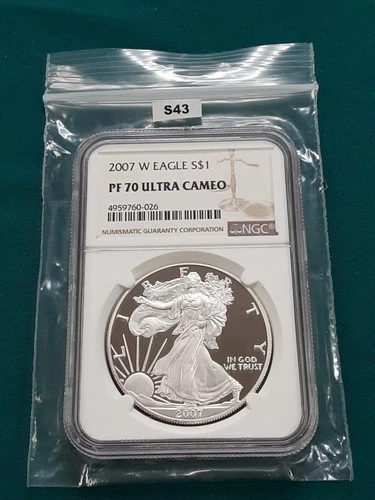 S43
2007 W EAGLE S$1
PF 70 ULTRA CAMEO
4959760-026
NUMISMATIC GUARANTY CORPORATION
NGC
LIBERTY
IN GOD
WE TRUST
2007